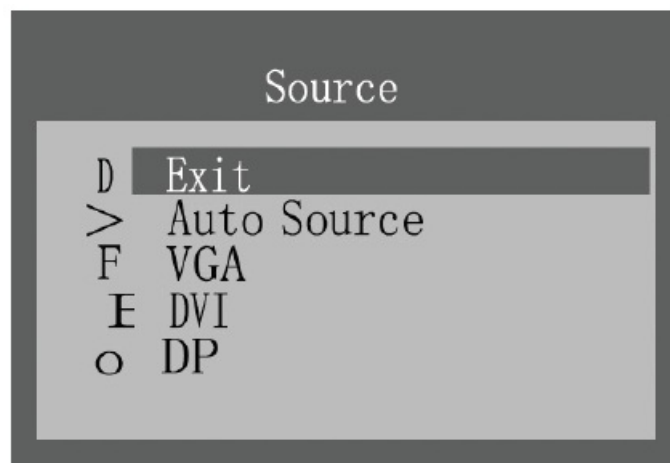 Source
D Exit
> Auto Source
F VGA
E DVI
o DP